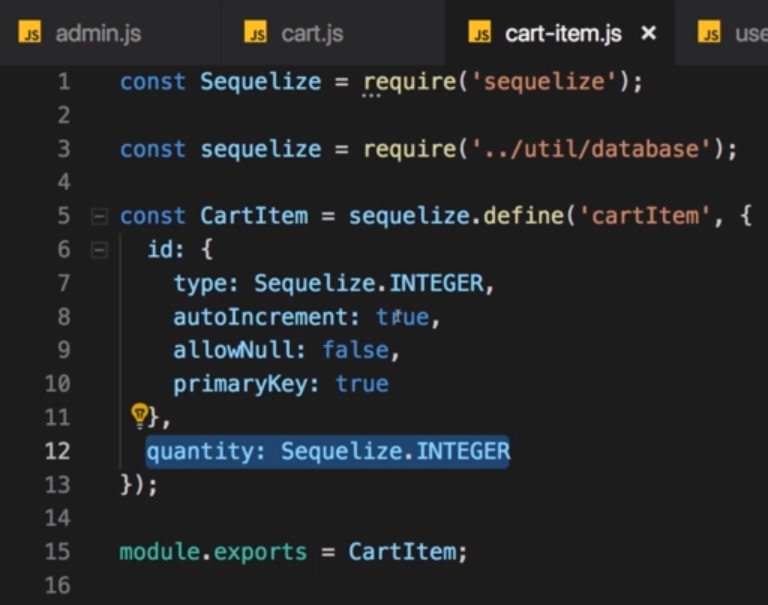 JS admin.js JS cart.js JS cart-item.js × JS use
1 const Sequelize = require('sequelize');
2
3 const sequelize = require('../util/database');
4
5 const CartItem = sequelize.define('cartItem', {
6 id: {
7 type: Sequelize.INTEGER,
8 autoIncrement: true,
9 allowNull: false,
10 primaryKey: true
11 },
12 quantity: Sequelize.INTEGER
13 });
14
15 module.exports = CartItem;
16